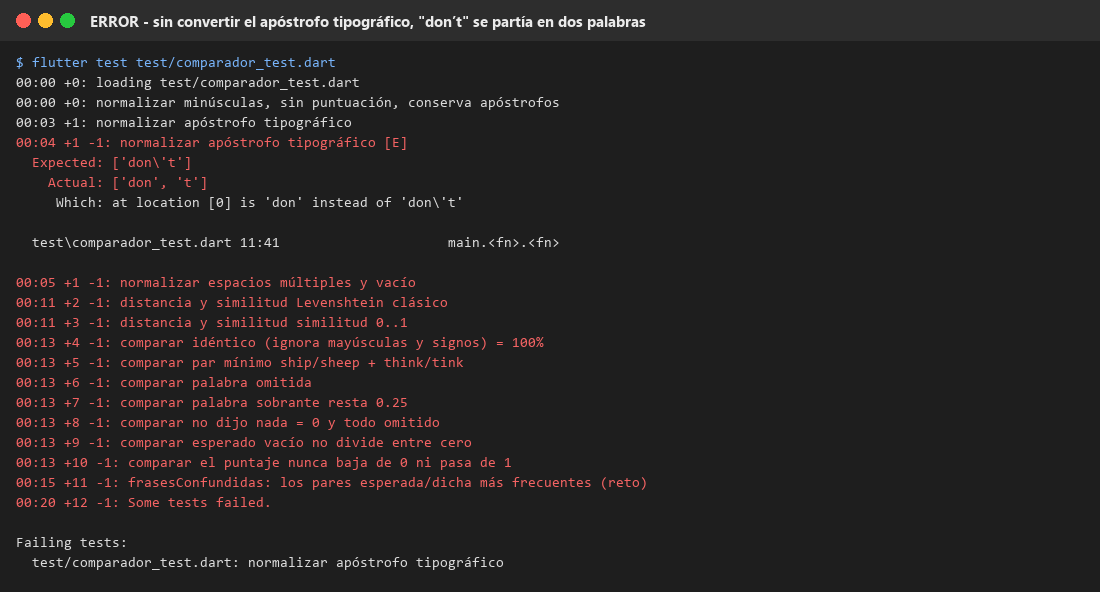 ERROR - sin convertir el apóstrofo tipográfico, "don’t" se partía en dos palabras
$ flutter test test/comparador_test.dart
00:00 +0: loading test/comparador_test.dart
00:00 +0: normalizar minúsculas, sin puntuación, conserva apóstrofos
00:03 +1: normalizar apóstrofo tipográfico
00:04 +1 -1: normalizar apóstrofo tipográfico [E]
  Expected: ['don\'t']
    Actual: ['don', 't']
     Which: at location [0] is 'don' instead of 'don\'t'
  test\comparador_test.dart 11:41                     main.<fn>.<fn>
00:05 +1 -1: normalizar espacios múltiples y vacío
00:11 +2 -1: distancia y similitud Levenshtein clásico
00:11 +3 -1: distancia y similitud similitud 0..1
00:13 +4 -1: comparar idéntico (ignora mayúsculas y signos) = 100%
00:13 +5 -1: comparar par mínimo ship/sheep + think/tink
00:13 +6 -1: comparar palabra omitida
00:13 +7 -1: comparar palabra sobrante resta 0.25
00:13 +8 -1: comparar no dijo nada = 0 y todo omitido
00:13 +9 -1: comparar esperado vacío no divide entre cero
00:13 +10 -1: comparar el puntaje nunca baja de 0 ni pasa de 1
00:15 +11 -1: frasesConfundidas: los pares esperada/dicha más frecuentes (reto)
00:20 +12 -1: Some tests failed.
Failing tests:
  test/comparador_test.dart: normalizar apóstrofo tipográfico